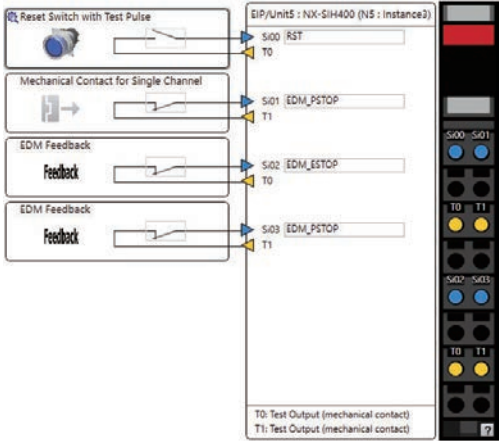 Reset Switch with Test Pulse
Mechanical Contact for Single Channel
EDM Feedback
Feedback
EDM Feedback
Feedback
EIP/Unit5 : NX-SIH400 (N5 : Instance3)
Si00 RST
T0
Si01 EDM_PSTOP
T1
Si02 EDM_ESTOP
T0
Si03 EDM_PSTOP
T1
T0: Test Output (mechanical contact)
T1: Test Output (mechanical contact)
Si00 Si01
T0 T1
Si02 Si03
T0 T1
?